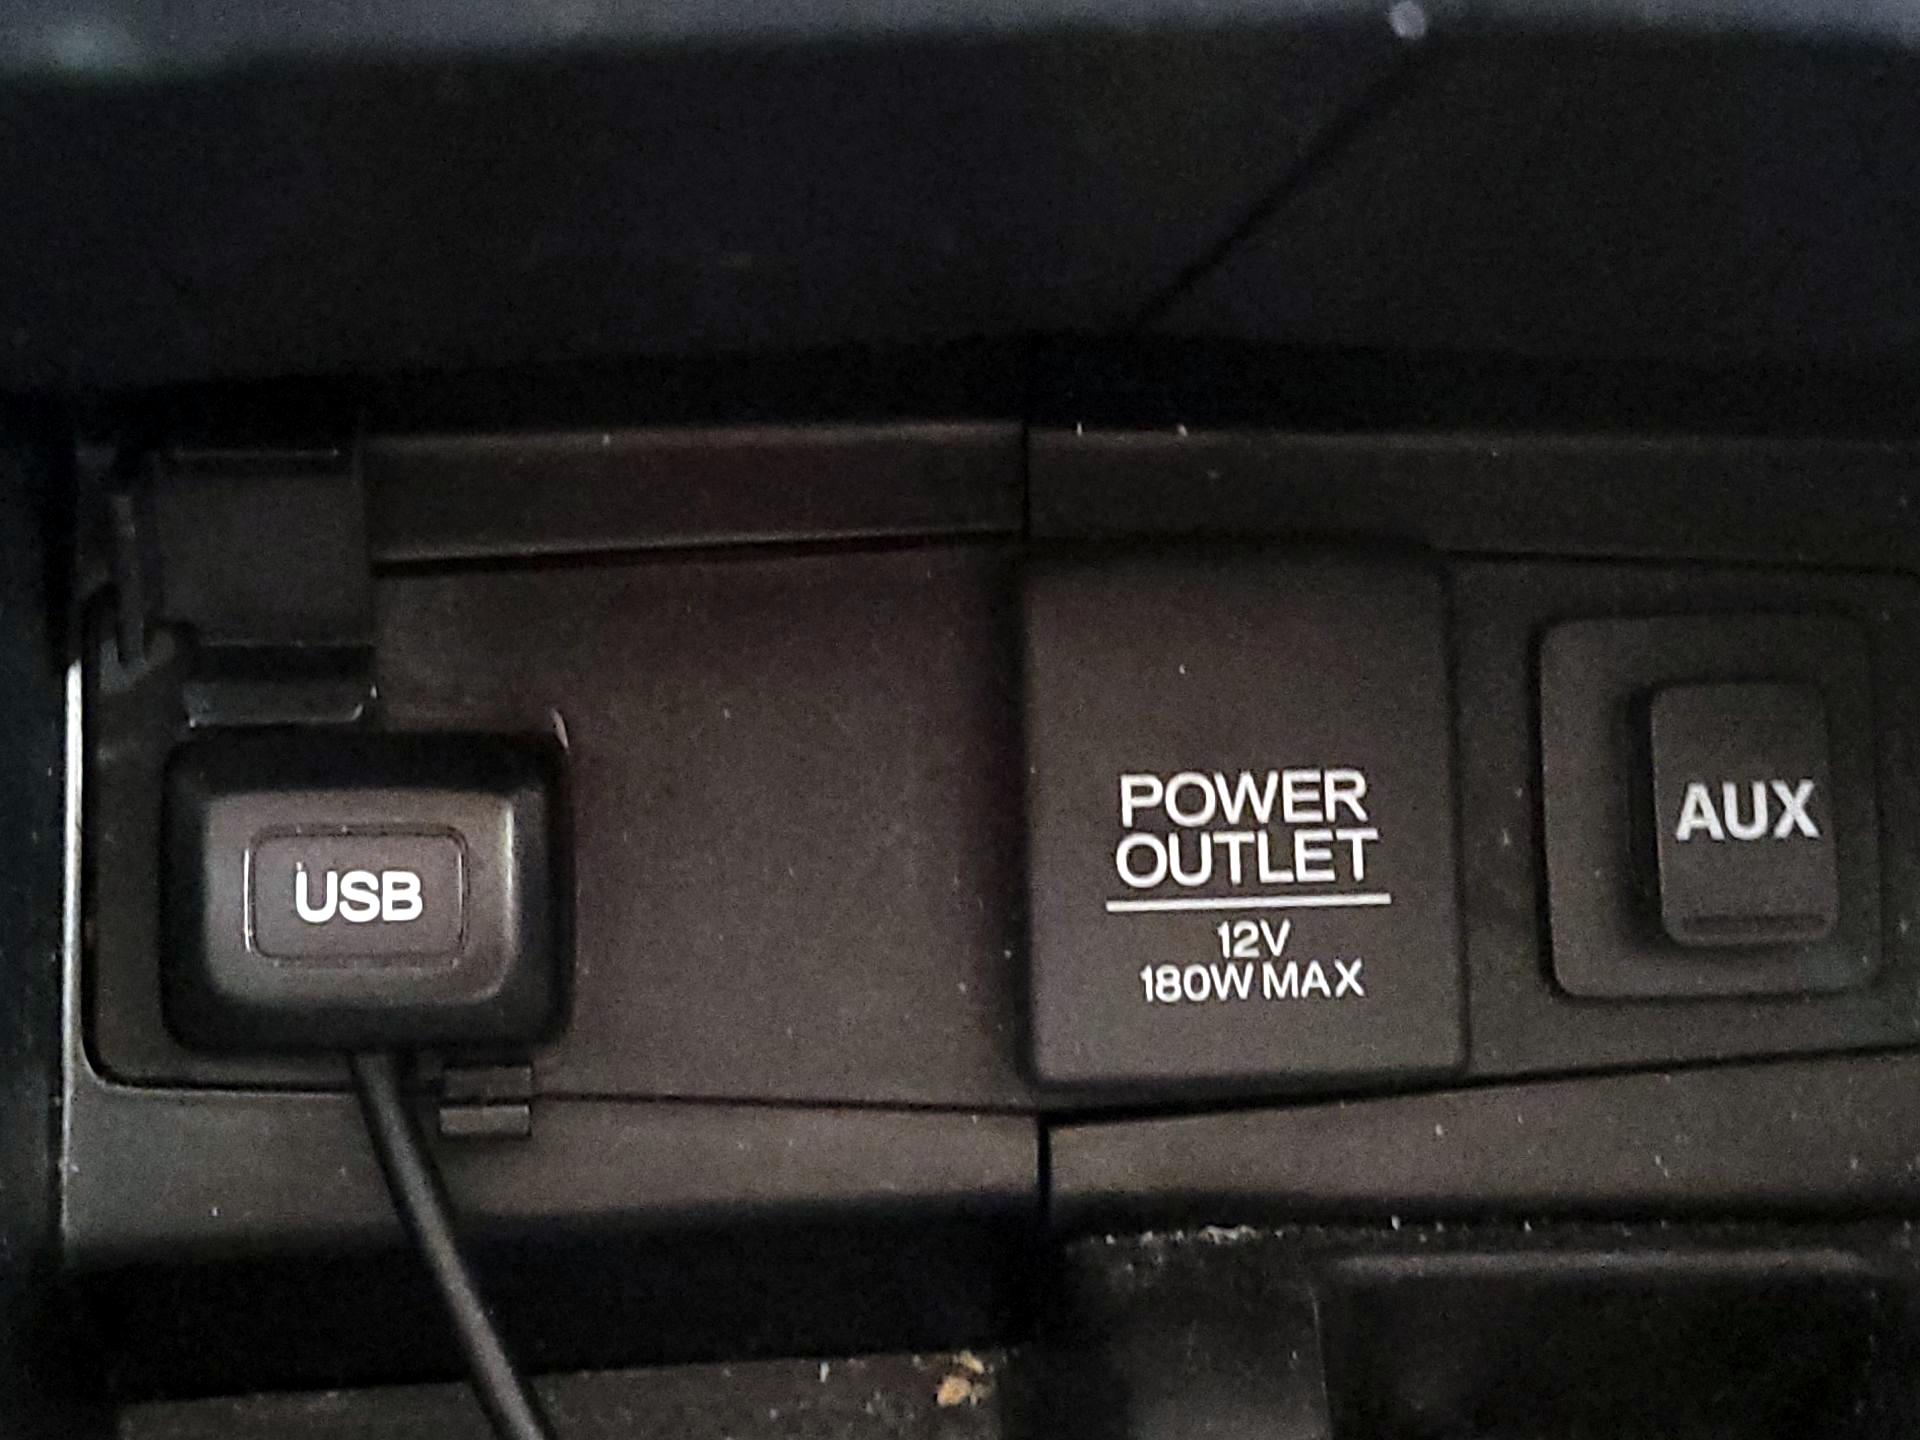 USB
POWER
OUTLET
12V
180W MAX
AUX